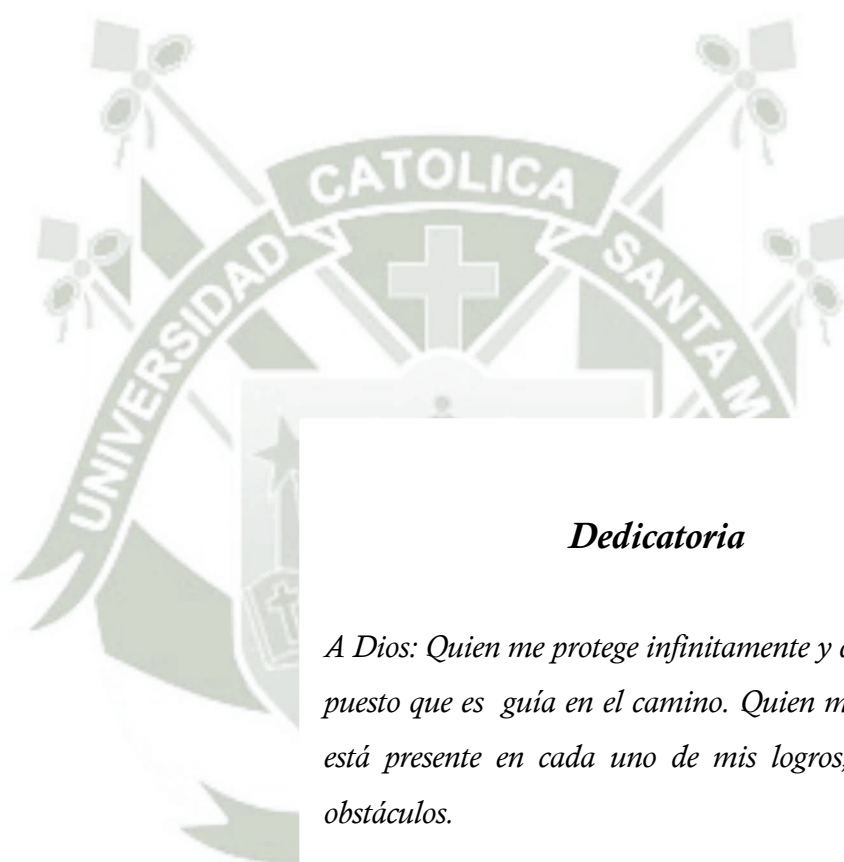 CATOLICA
UNIVERSIDAD
SANTA M
Dedicatoria
A Dios: Quien me protege infinitamente y
puesto que es guía en el camino. Quien
está presente en cada uno de mis logros,
obstáculos.